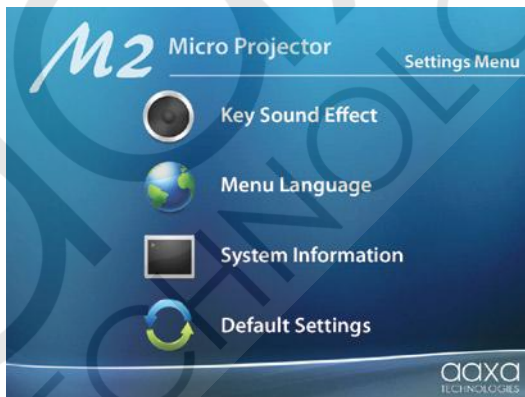 M2 Micro Projector
Settings Menu
Key Sound Effect
Menu Language
System Information
Default Settings
aaxa
TECHNOLOGIES